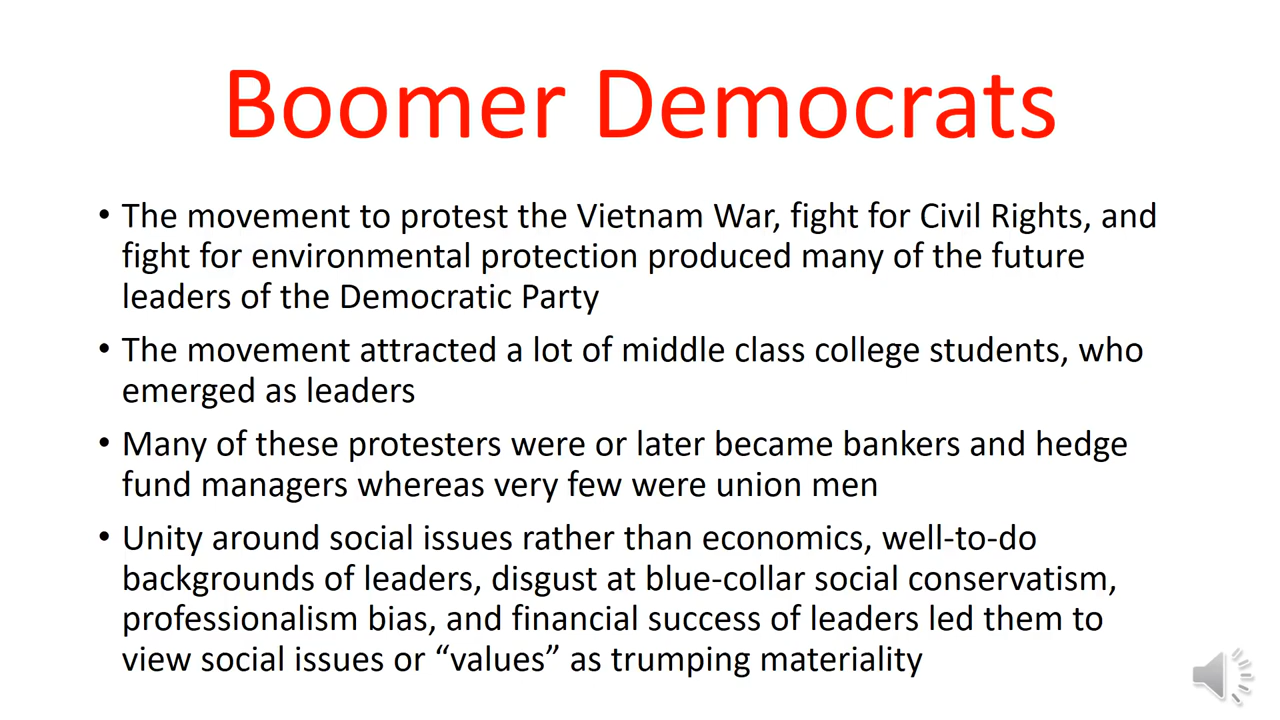 Boomer Democrats
• The movement to protest the Vietnam War, fight for Civil Rights, and
fight for environmental protection produced many of the future
leaders of the Democratic Party
• The movement attracted a lot of middle class college students, who
emerged as leaders
• Many of these protesters were or later became bankers and hedge
fund managers whereas very few were union men
• Unity around social issues rather than economics, well-to-do
backgrounds of leaders, disgust at blue-collar social conservatism,
professionalism bias, and financial success of leaders led them to
view social issues or “values” as trumping materiality